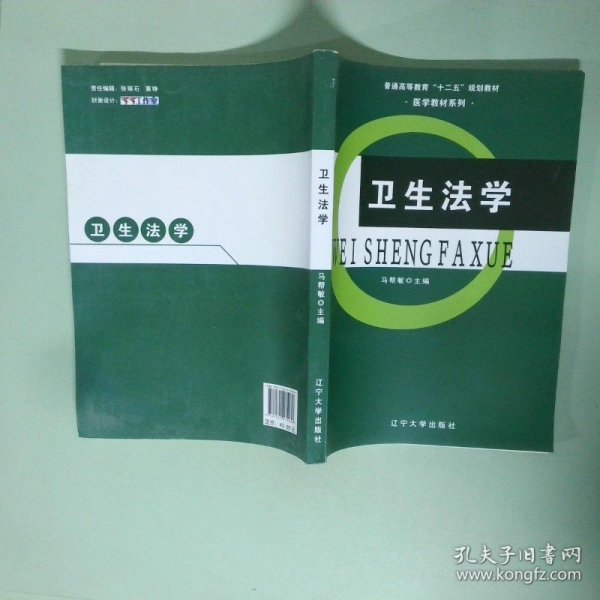 责任编辑：张琢石 黄铮
封面设计：
卫生法学
卫生法学
马帮敏◎主编
辽宁大学出版社
普通高等教育“十二五”规划教材
·医学教材系列·
卫生法学
WEI SHENG FA XUE
马帮敏◎主编
辽宁大学出版社
孔夫子旧书网
www.kongfz.com